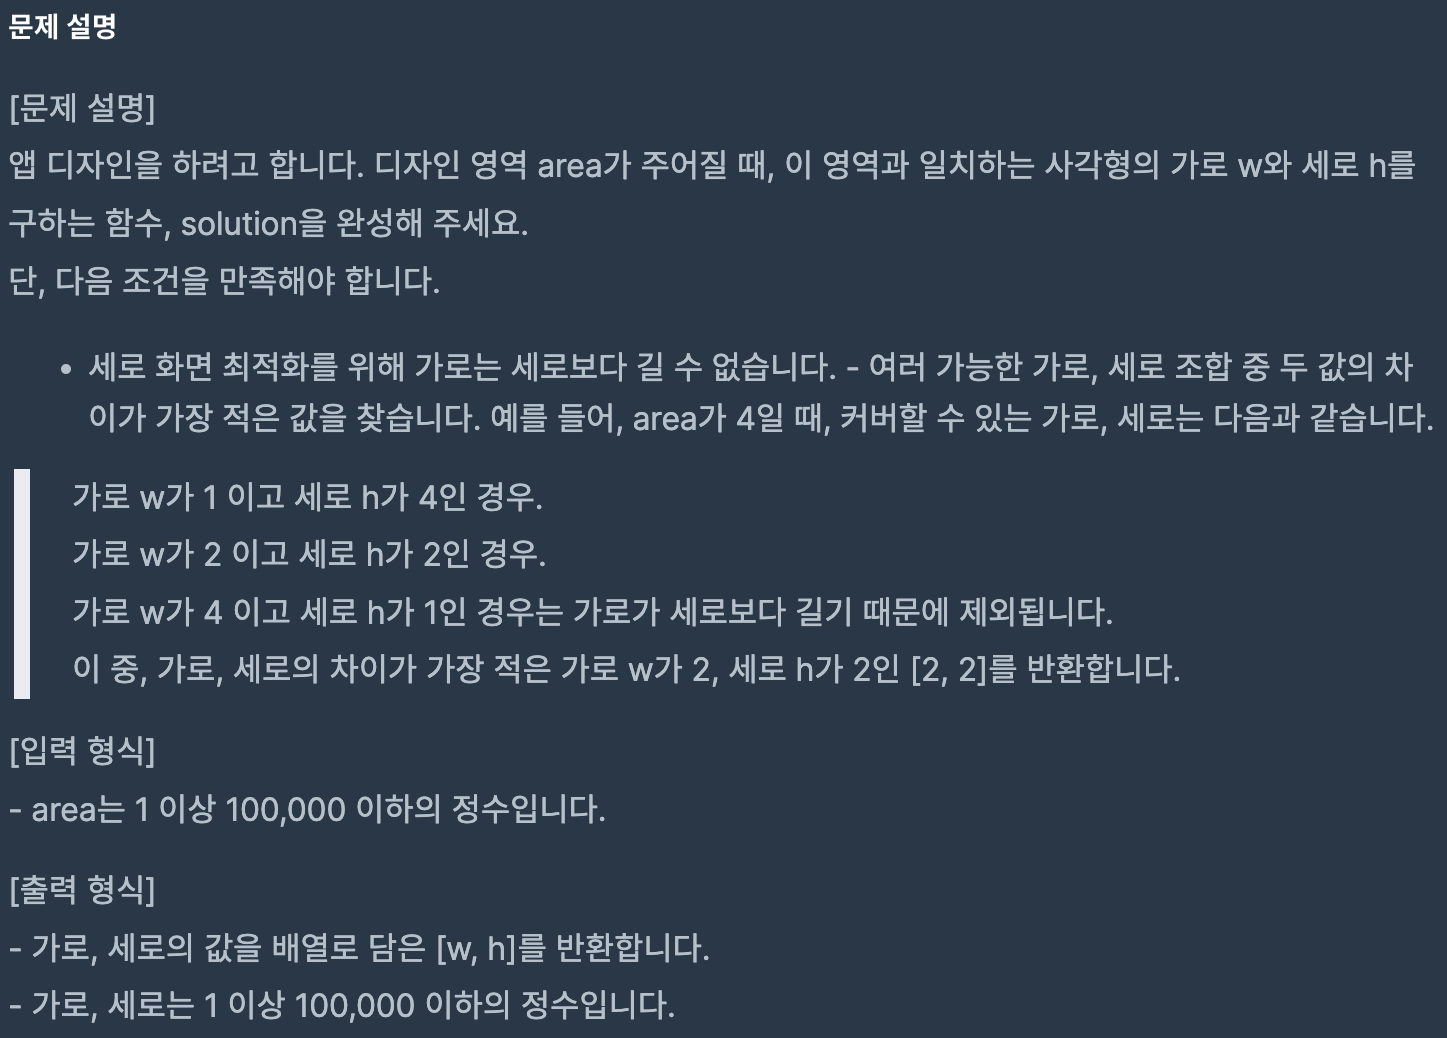 문제 설명
[문제 설명]
앱 디자인을 하려고 합니다. 디자인 영역 area가 주어질 때, 이 영역과 일치하는 사각형의 가로 w와 세로 h를
구하는 함수, solution을 완성해 주세요.
단, 다음 조건을 만족해야 합니다.
• 세로 화면 최적화를 위해 가로는 세로보다 길 수 없습니다. - 여러 가능한 가로, 세로 조합 중 두 값의 차
이가 가장 적은 값을 찾습니다. 예를 들어, area가 4일 때, 커버할 수 있는 가로, 세로는 다음과 같습니다.
가로 w가 1 이고 세로 h가 4인 경우.
가로 w가 2 이고 세로 h가 2인 경우.
가로 w가 4 이고 세로 h가 1인 경우는 가로가 세로보다 길기 때문에 제외됩니다.
이 중, 가로, 세로의 차이가 가장 적은 가로 w가 2, 세로 h가 2인 [2, 2]를 반환합니다.
[입력 형식]
- area는 1 이상 100,000 이하의 정수입니다.
[출력 형식]
- 가로, 세로의 값을 배열로 담은 [w, h]를 반환합니다.
- 가로, 세로는 1 이상 100,000 이하의 정수입니다.